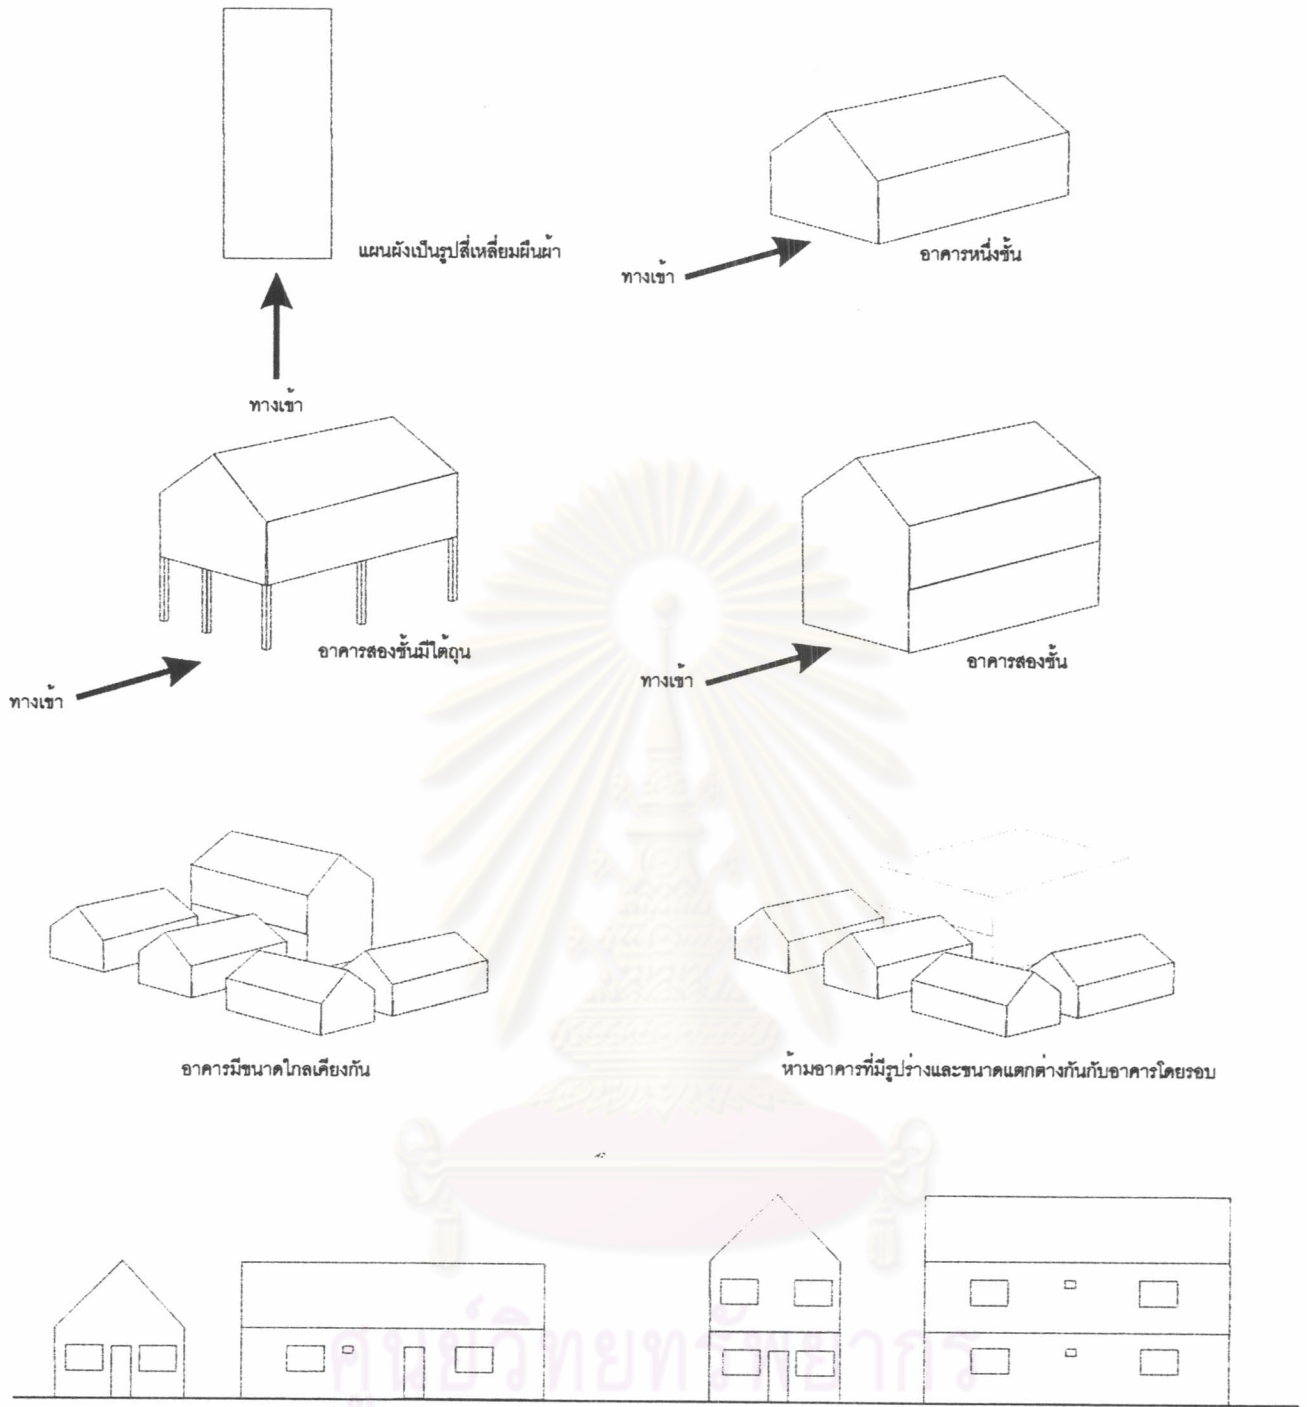 แผนผังเป็นรูปสี่เหลี่ยมผืนผ้า
ทางเข้า
อาคารหนึ่งชั้น
ทางเข้า
อาคารสองชั้นมีใต้ถุน
ทางเข้า
อาคารสองชั้น
ทางเข้า
อาคารมีขนาดใกลเคียงกัน
ห้ามอาคารที่มีรูปร่างและขนาดแตกต่างกันกับอาคารโดยรอบ
ศูนย์วิทยทรัพยากร